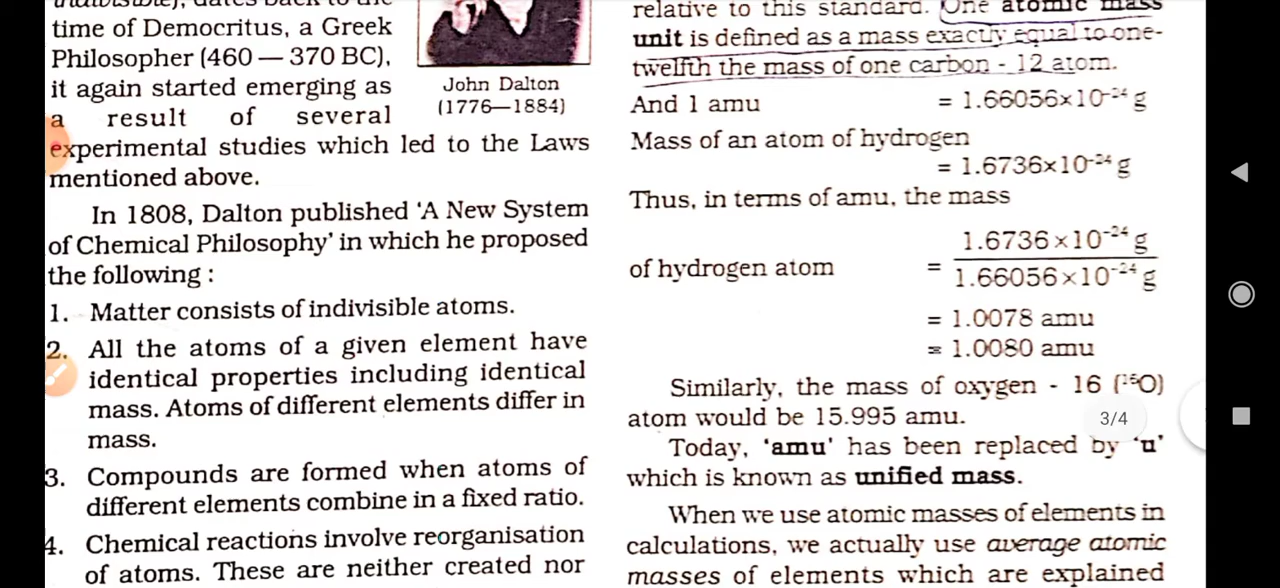 time of Democritus, a Greek
Philosopher (460 — 370 BC),
it again started emerging as
a result of several
experimental studies which led to the Laws
mentioned above.
John Dalton
(1776—1884)
In 1808, Dalton published ‘A New System
of Chemical Philosophy’ in which he proposed
the following :
1. Matter consists of indivisible atoms.
2. All the atoms of a given element have
identical properties including identical
mass. Atoms of different elements differ in
mass.
3. Compounds are formed when atoms of
different elements combine in a fixed ratio.
4. Chemical reactions involve reorganisation
of atoms. These are neither created nor
relative to this standard. One atomic mass
unit is defined as a mass exactly equal to one-
twelfth the mass of one carbon - 12 atom.
And 1 amu = 1.66056×10⁻²⁴ g
Mass of an atom of hydrogen
= 1.6736×10⁻²⁴ g
Thus, in terms of amu, the mass
of hydrogen atom = 1.6736×10⁻²⁴ g
1.66056×10⁻²⁴ g
= 1.0078 amu
= 1.0080 amu
Similarly, the mass of oxygen - 16 (¹⁶O)
atom would be 15.995 amu.
Today, ‘amu’ has been replaced by ‘u’
which is known as unified mass.
When we use atomic masses of elements in
calculations, we actually use average atomic
masses of elements which are explained
3/4